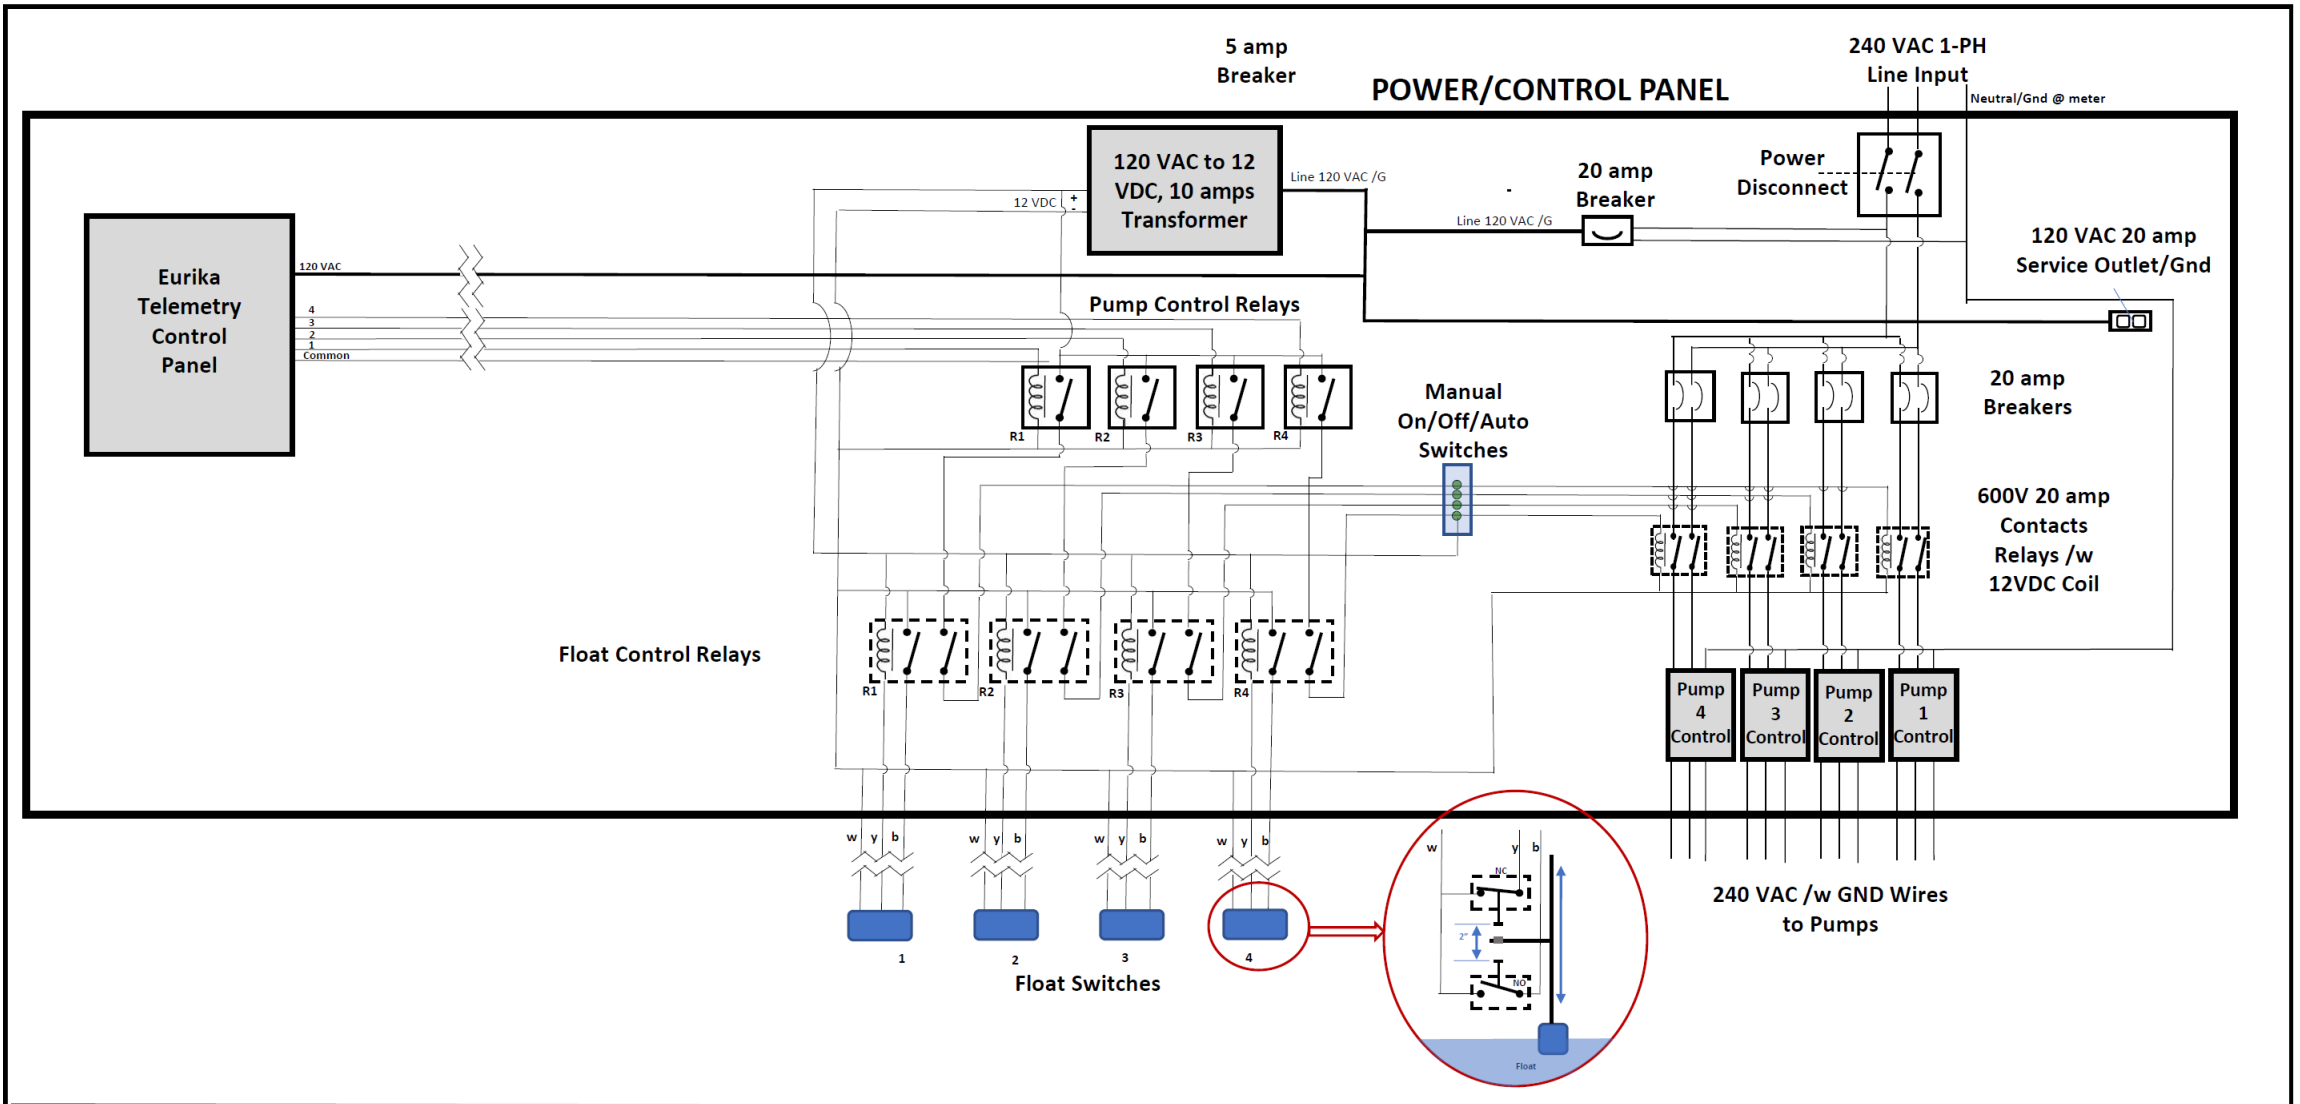 5 amp
Breaker
240 VAC 1-PH
Line Input
POWER/CONTROL PANEL
Neutral/Gnd @ meter
120 VAC to 12
VDC, 10 amps
Transformer
Line 120 VAC /G
12 VDC
+
-
-
20 amp
Breaker
Line 120 VAC /G
Power
Disconnect
120 VAC 20 amp
Service Outlet/Gnd
Eurika
Telemetry
Control
Panel
120 VAC
4
3
2
1
Common
Pump Control Relays
R1
R2
R3
R4
Manual
On/Off/Auto
Switches
20 amp
Breakers
600V 20 amp
Contacts
Relays /w
12VDC Coil
Float Control Relays
R1
R2
R3
R4
Pump
4
Control
Pump
3
Control
Pump
2
Control
Pump
1
Control
w y b
w y b
w y b
w y b
1
2
3
4
Float Switches
w
y
b
NC
2"
NO
Float
240 VAC /w GND Wires
to Pumps